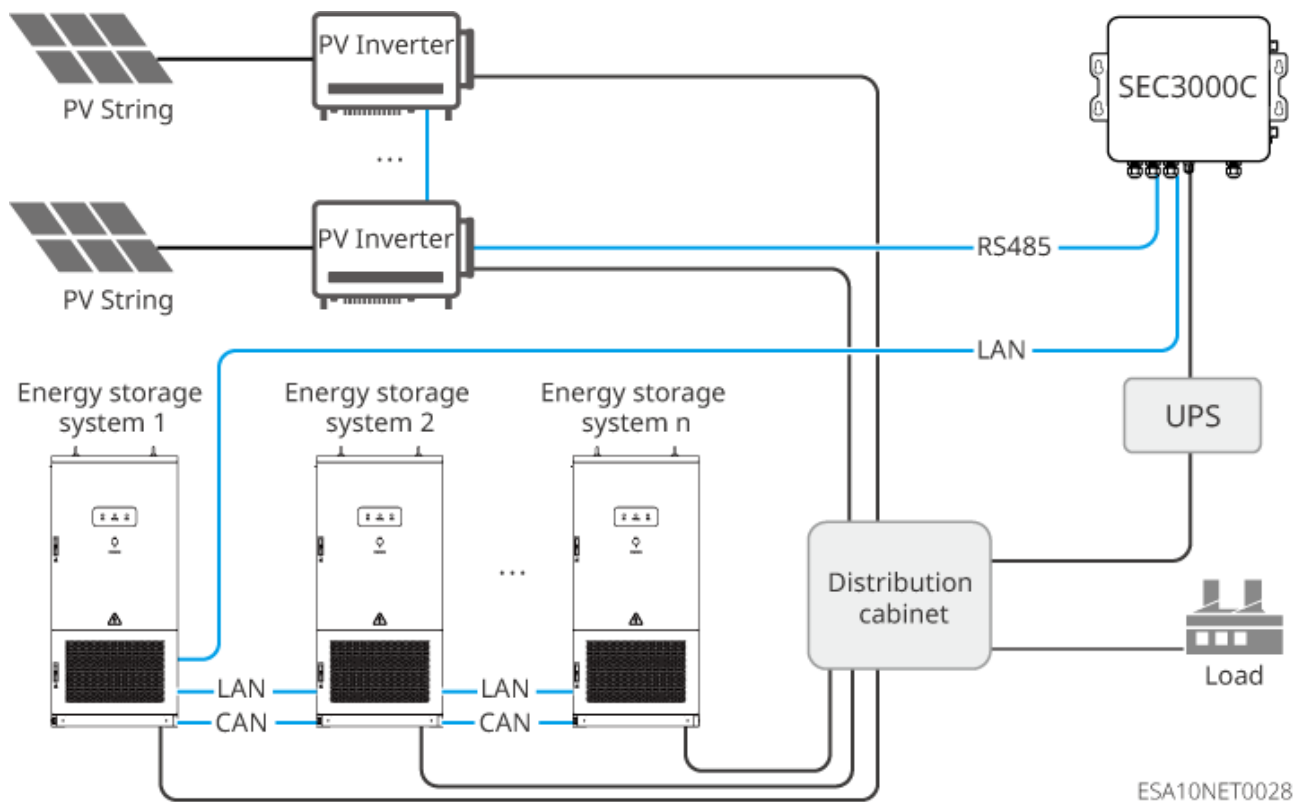 PV Inverter
SEC3000C
PV String
...
PV Inverter
RS485
PV String
LAN
Energy storage
system 1
Energy storage
system 2
Energy storage
system n
UPS
...
Distribution
cabinet
Load
LAN
LAN
CAN
CAN
ESA10NET0028